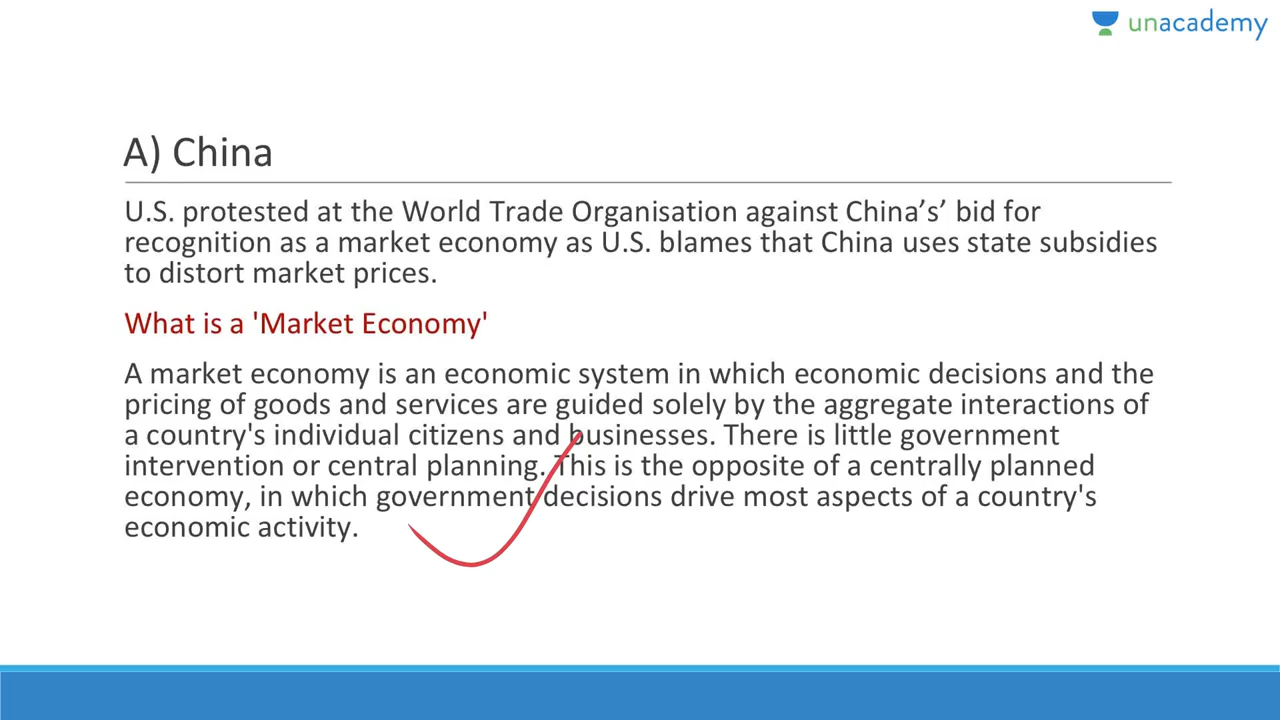 unacademy
A) China
U.S. protested at the World Trade Organisation against China’s’ bid for
recognition as a market economy as U.S. blames that China uses state subsidies
to distort market prices.
What is a 'Market Economy'
A market economy is an economic system in which economic decisions and the
pricing of goods and services are guided solely by the aggregate interactions of
a country's individual citizens and businesses. There is little government
intervention or central planning. This is the opposite of a centrally planned
economy, in which government decisions drive most aspects of a country's
economic activity.